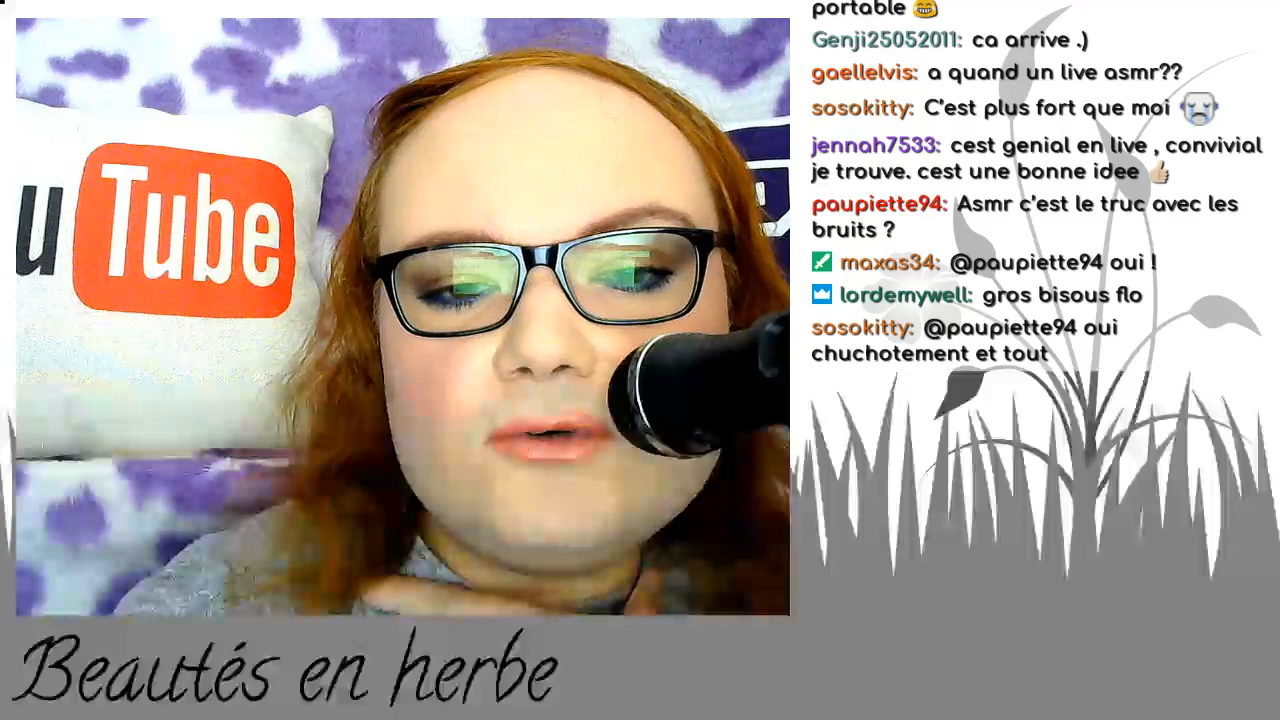 u Tube
portable
Genji25052011: ca arrive .)
gaellelvis: a quand un live asmr??
sosokitty: C'est plus fort que moi
jennah7533: cest genial en live , convivial
je trouve. cest une bonne idee
paupiette94: Asmr c'est le truc avec les
bruits ?
maxas34: @paupiette94 oui !
lordemywell: gros bisous flo
sosokitty: @paupiette94 oui
chuchotement et tout
Beautés en herbe